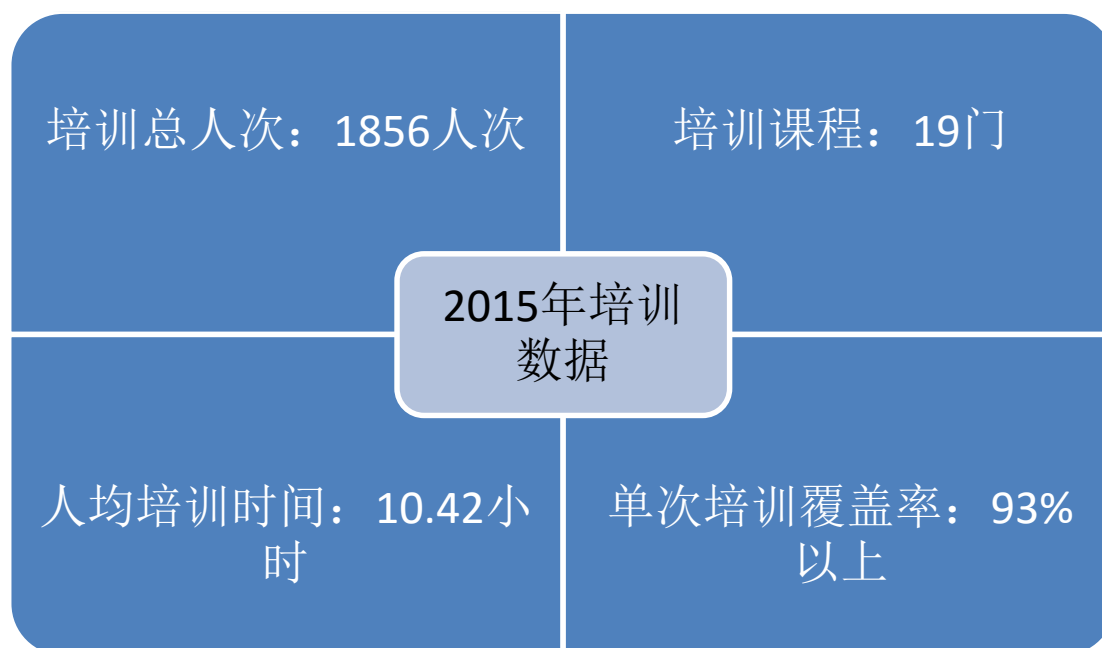 培训总人次：1856人次
培训课程：19门
2015年培训
数据
人均培训时间：10.42小
时
单次培训覆盖率：93%
以上